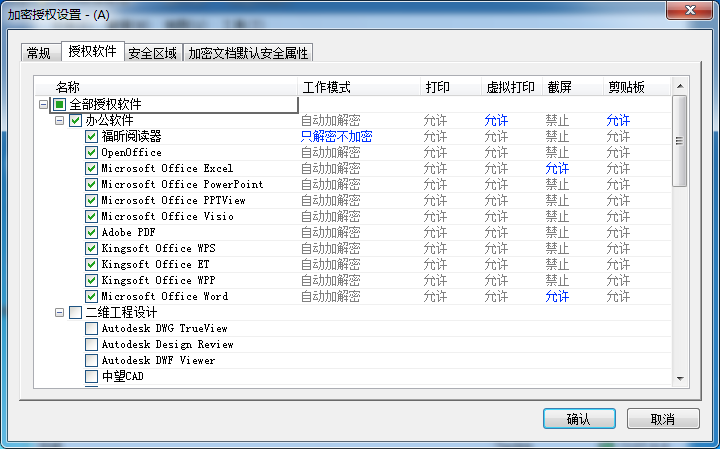 加密授权设置 - (A)
常规 授权软件 安全区域 加密文档默认安全属性
名称 工作模式 打印 虚拟打印 截屏 剪贴板
全部授权软件
办公软件 自动加解密 允许 允许 禁止 允许
福昕阅读器 只解密不加密 允许 允许 禁止 允许
OpenOffice 自动加解密 允许 允许 禁止 允许
Microsoft Office Excel 自动加解密 允许 允许 允许 允许
Microsoft Office PowerPoint 自动加解密 允许 允许 禁止 允许
Microsoft Office PPTView 自动加解密 允许 允许 禁止 允许
Microsoft Office Visio 自动加解密 允许 允许 禁止 允许
Adobe PDF 自动加解密 允许 允许 禁止 允许
Kingsoft Office WPS 自动加解密 允许 允许 禁止 允许
Kingsoft Office ET 自动加解密 允许 允许 禁止 允许
Kingsoft Office WPP 自动加解密 允许 允许 禁止 允许
Microsoft Office Word 自动加解密 允许 允许 允许 允许
二维工程设计
Autodesk DWG TrueView
Autodesk Design Review
Autodesk DWF Viewer
中望CAD
确认 取消